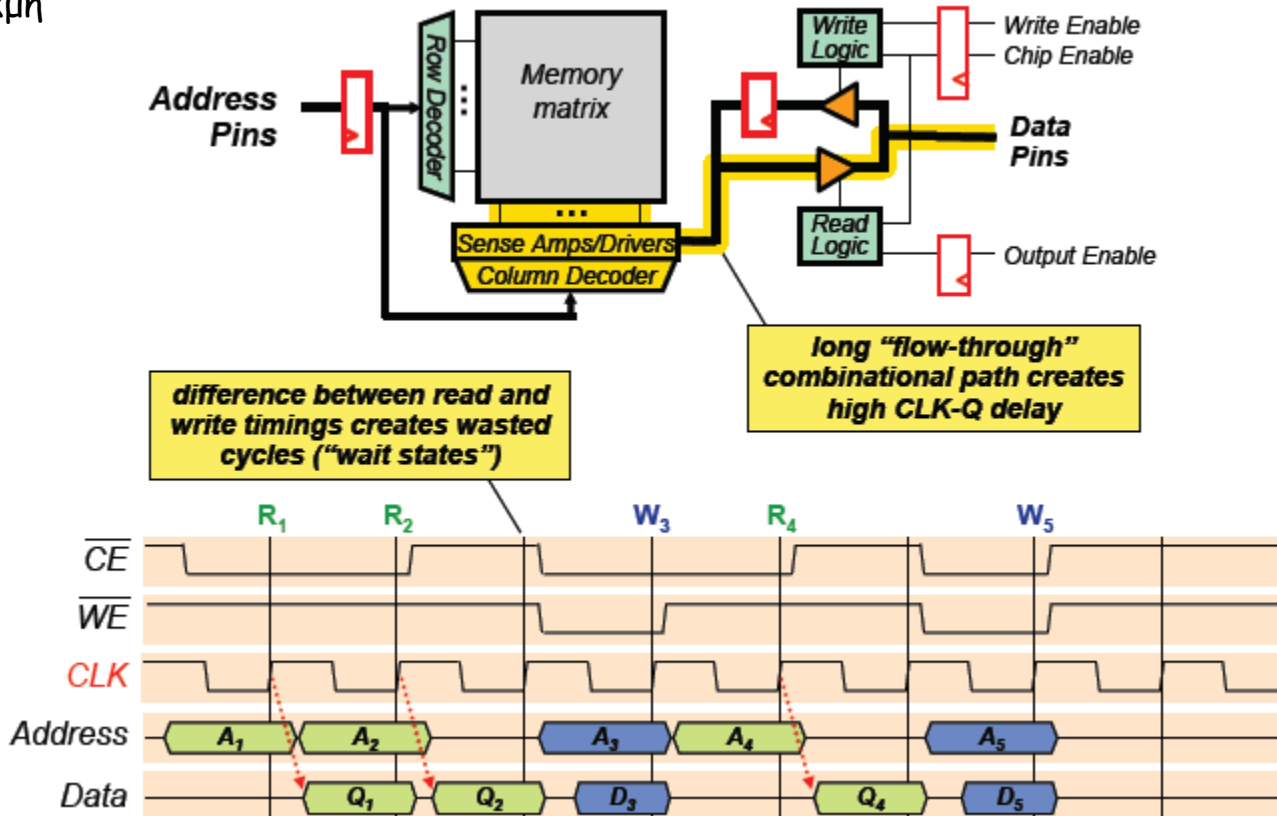 κμη
Address
Pins
Row Decoder
...
Memory
matrix
...
Sense Amps/Drivers
Column Decoder
Write
Logic
Read
Logic
Write Enable
Chip Enable
Data
Pins
Output Enable
long “flow-through”
combinational path creates
high CLK-Q delay
difference between read and
write timings creates wasted
cycles (“wait states”)
R1 R2 W3 R4 W5
CE
WE
CLK
Address A1 A2 A3 A4 A5
Data Q1 Q2 D3 Q4 D5